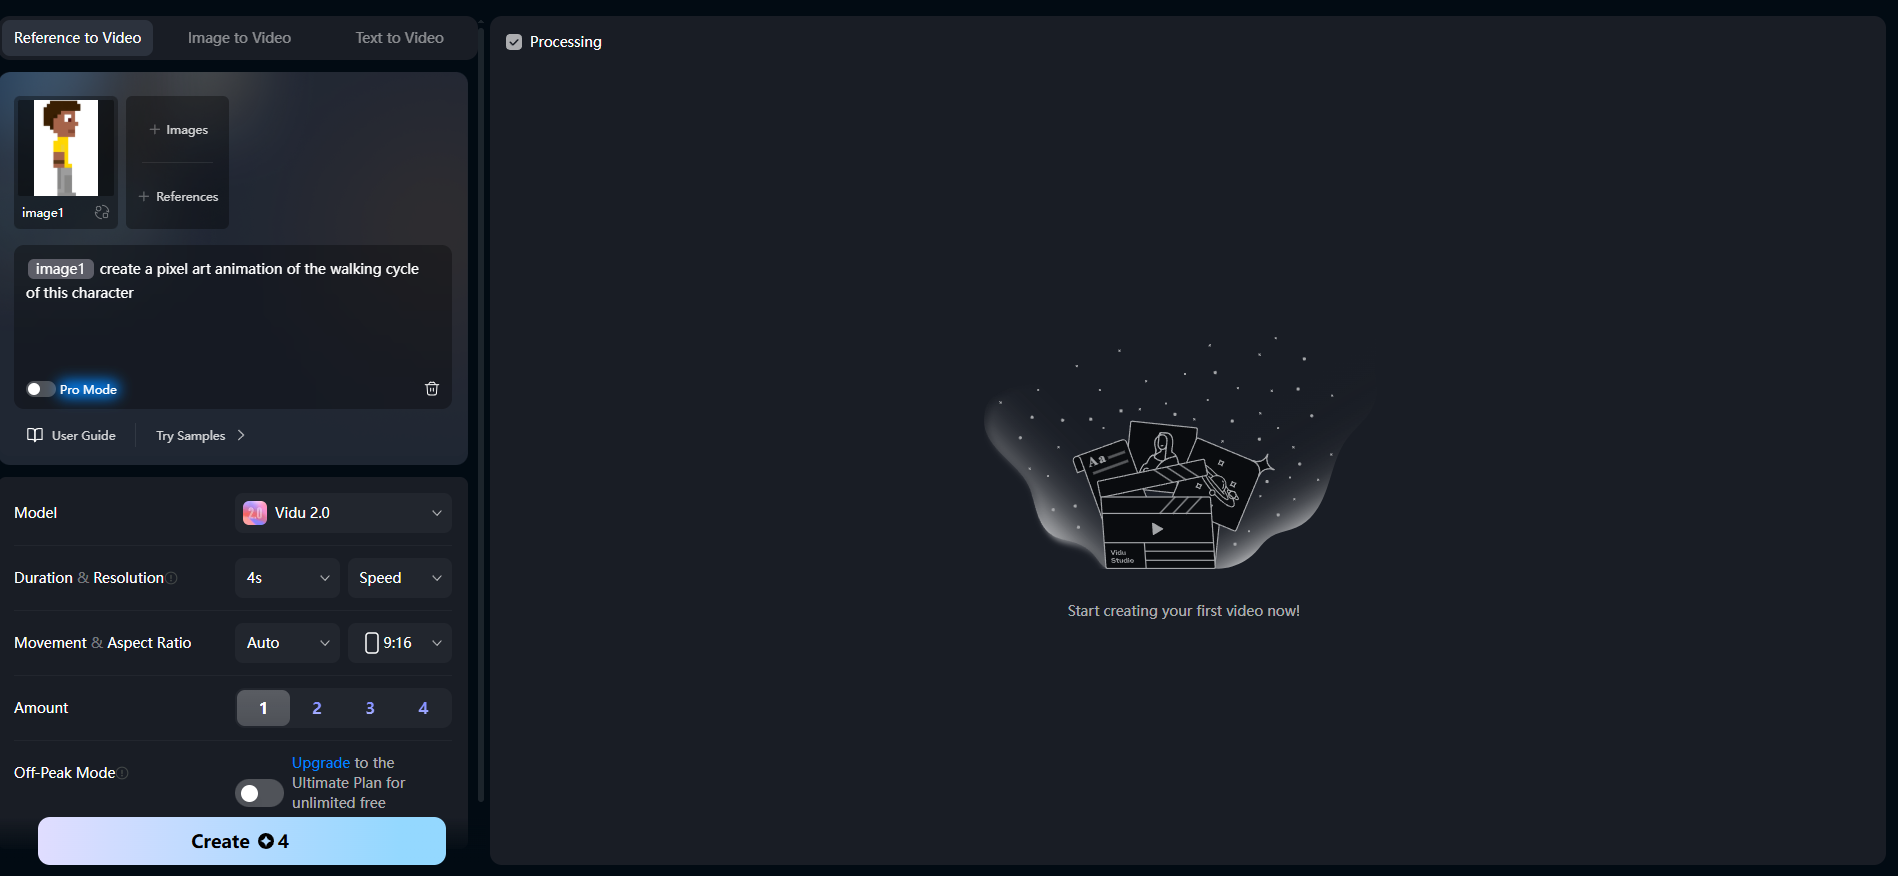 Reference to Video
Image to Video
Text to Video
Images
References
image1
image1 create a pixel art animation of the walking cycle
of this character
Pro Mode
User Guide
Try Samples
Model
2.0
Vidu 2.0
Duration & Resolution
4s
Speed
Movement & Aspect Ratio
Auto
9:16
Amount
1 2 3 4
Off-Peak Mode
Upgrade to the
Ultimate Plan for
unlimited free
Create 4
Processing
Aa
Vidu
Studio
Start creating your first video now!